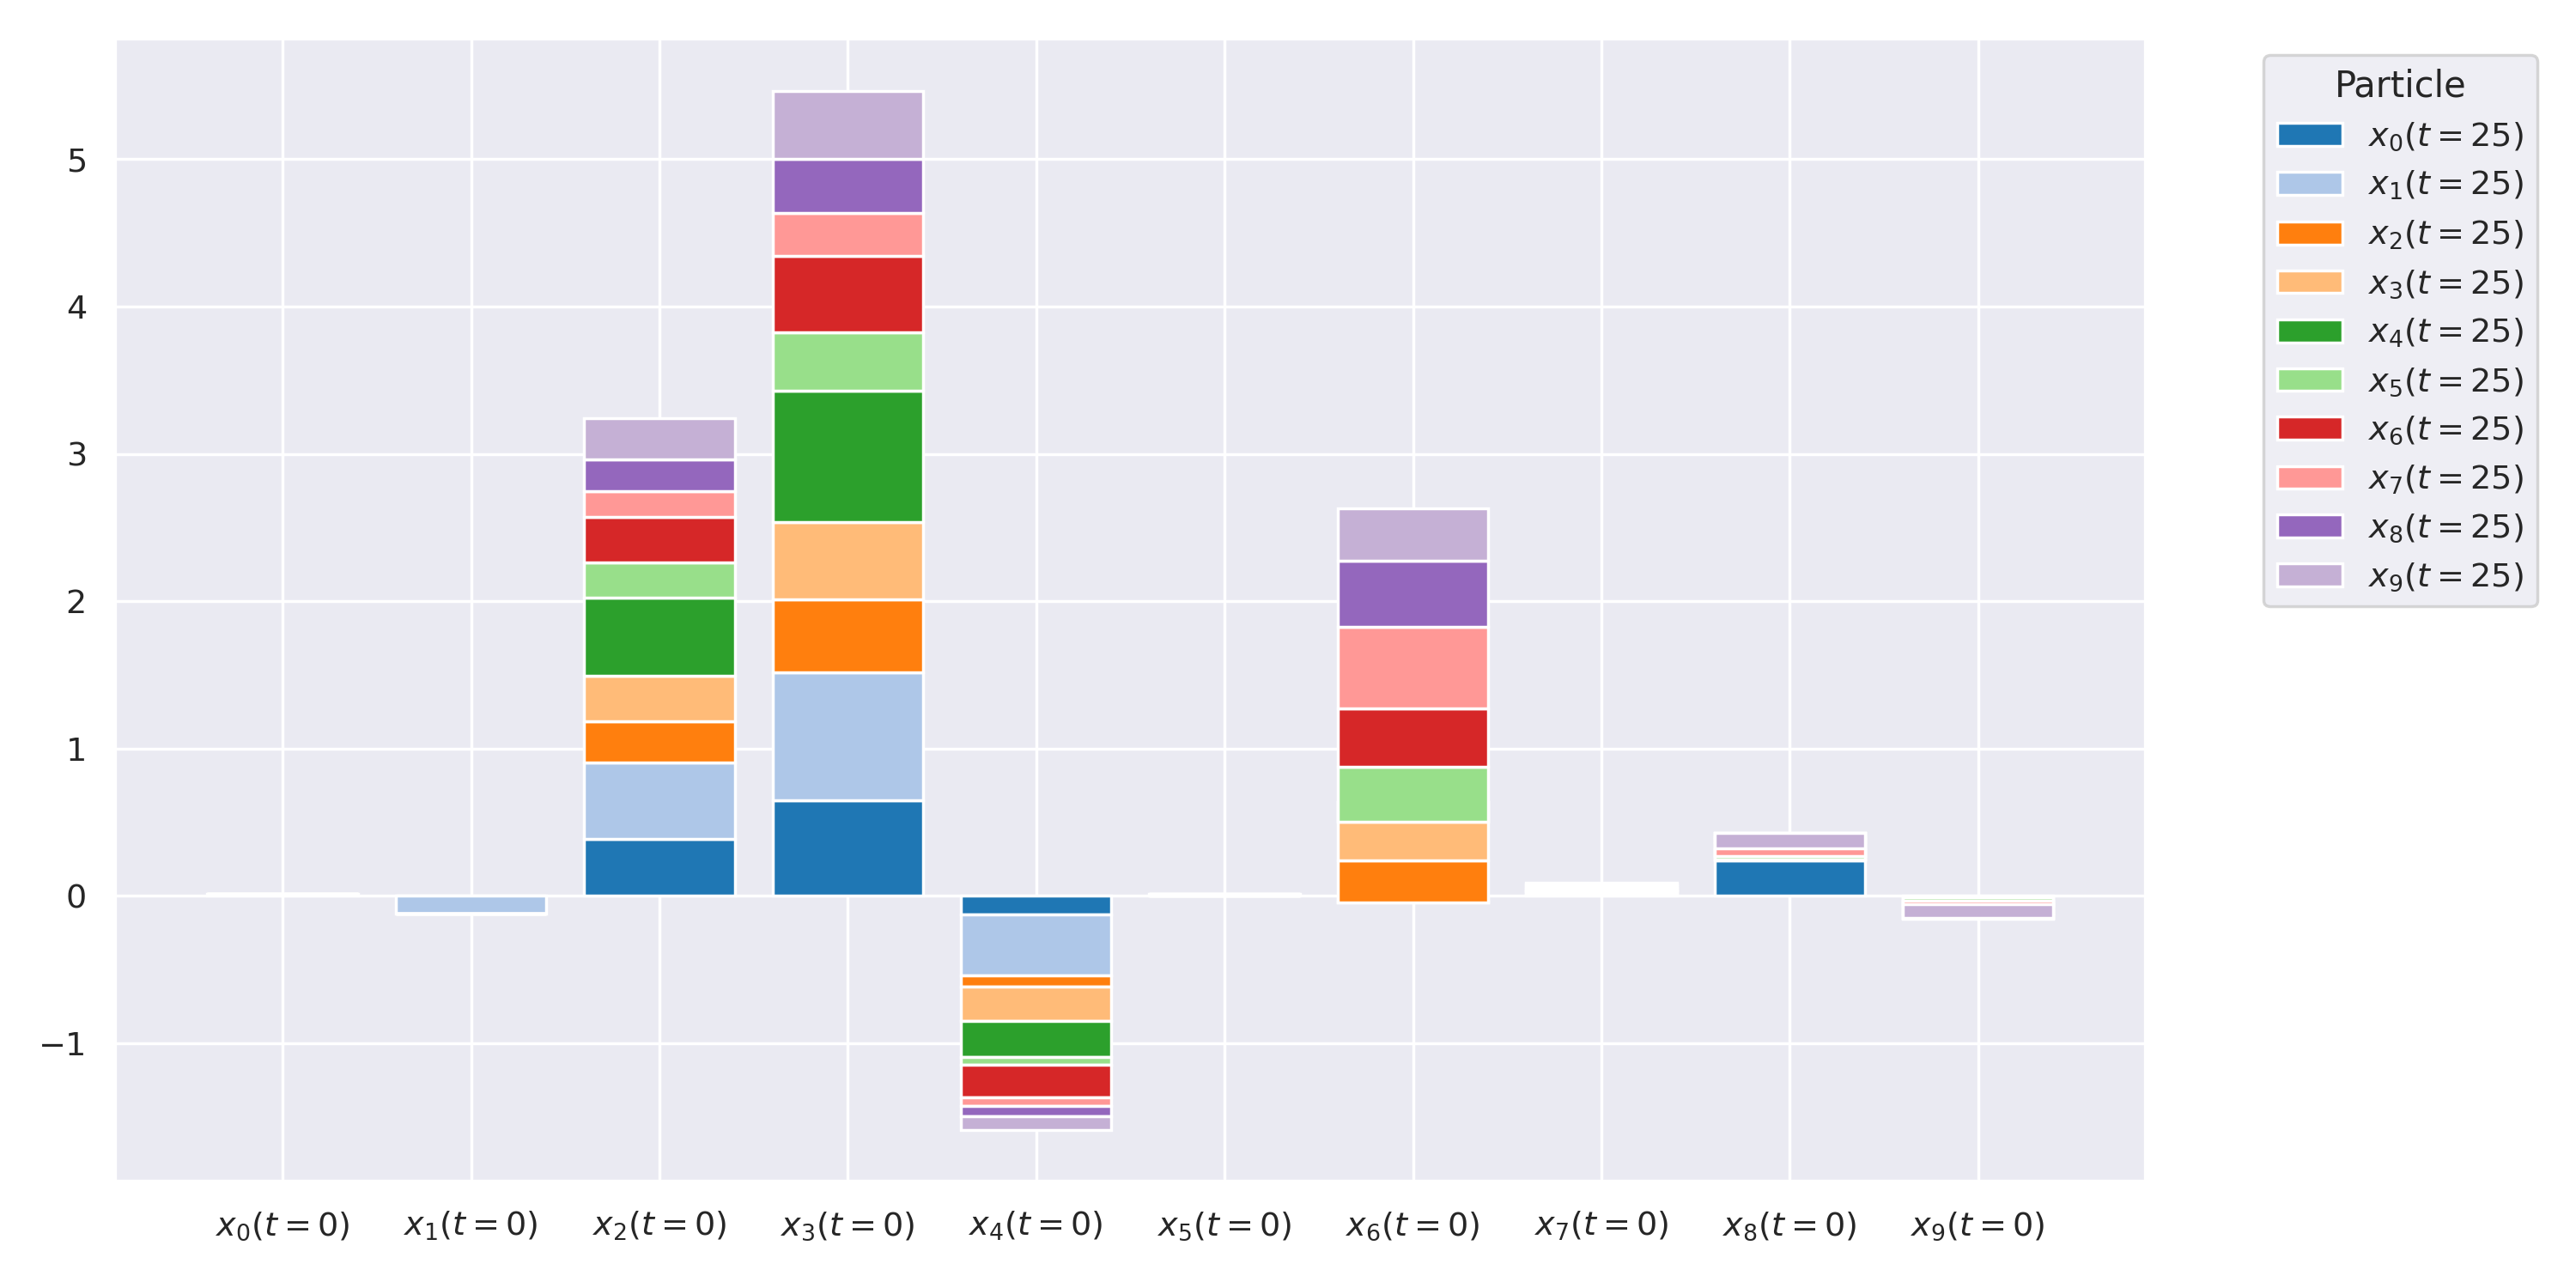 Particle
x₀(t = 25)
x₁(t = 25)
x₂(t = 25)
x₃(t = 25)
x₄(t = 25)
x₅(t = 25)
x₆(t = 25)
x₇(t = 25)
x₈(t = 25)
x₉(t = 25)
5
4
3
2
1
0
−1
x₀(t = 0) x₁(t = 0) x₂(t = 0) x₃(t = 0) x₄(t = 0) x₅(t = 0) x₆(t = 0) x₇(t = 0) x₈(t = 0) x₉(t = 0)